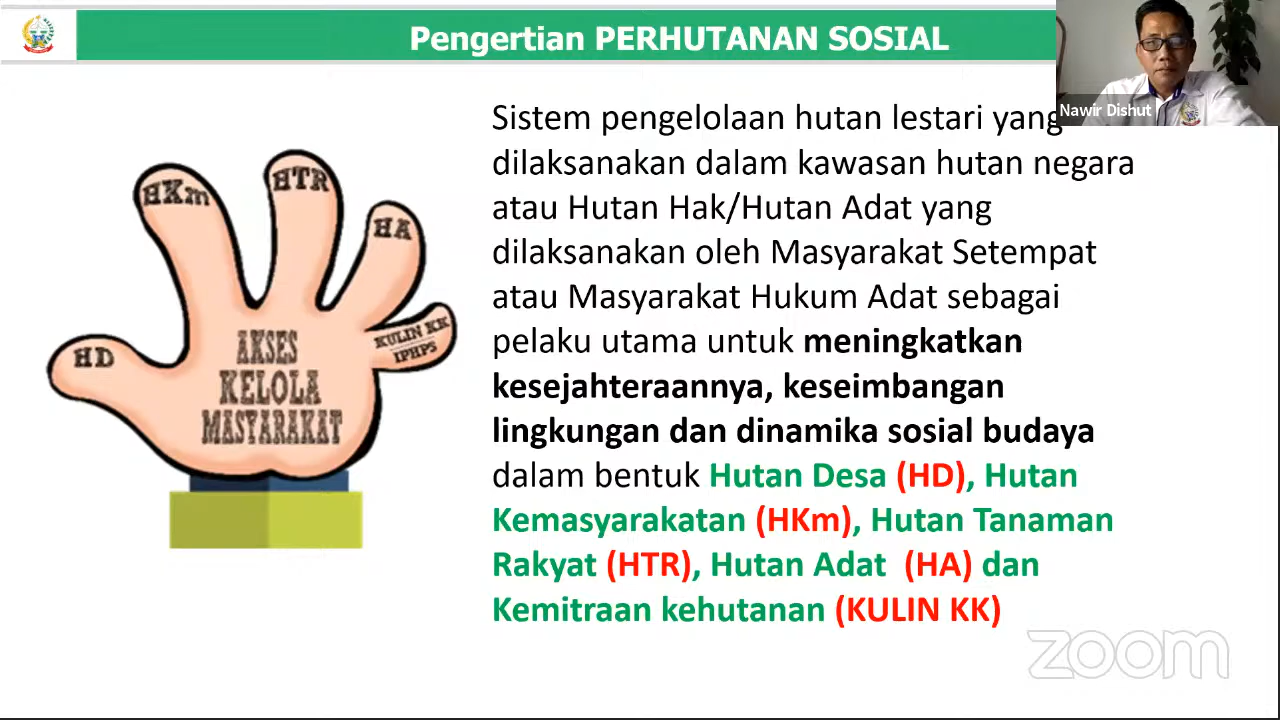 Pengertian PERHUTANAN SOSIAL
Nawir Dishut
HKm
HTR
HA
KULIN KK
IPHPS
HD
AKSES
KELOLA
MASYARAKAT
Sistem pengelolaan hutan lestari yang
dilaksanakan dalam kawasan hutan negara
atau Hutan Hak/Hutan Adat yang
dilaksanakan oleh Masyarakat Setempat
atau Masyarakat Hukum Adat sebagai
pelaku utama untuk meningkatkan
kesejahteraannya, keseimbangan
lingkungan dan dinamika sosial budaya
dalam bentuk Hutan Desa (HD), Hutan
Kemasyarakatan (HKm), Hutan Tanaman
Rakyat (HTR), Hutan Adat (HA) dan
Kemitraan kehutanan (KULIN KK)
zoom